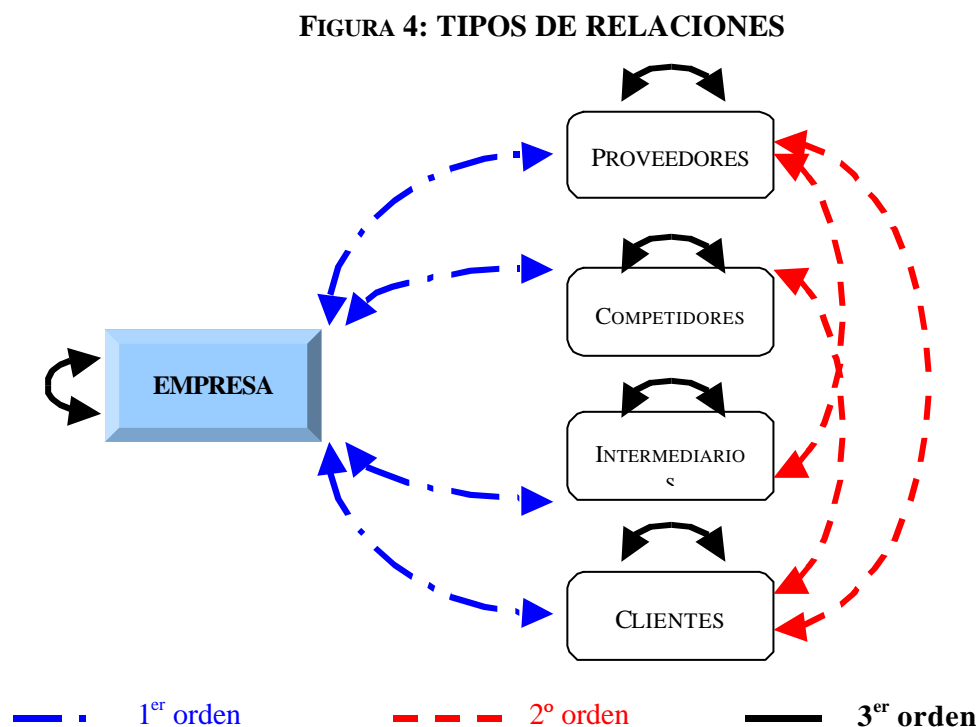 FIGURA 4: TIPOS DE RELACIONES
PROVEEDORES
COMPETIDORES
EMPRESA
INTERMEDIARIO
S
CLIENTES
1er orden
2º orden
3er orden